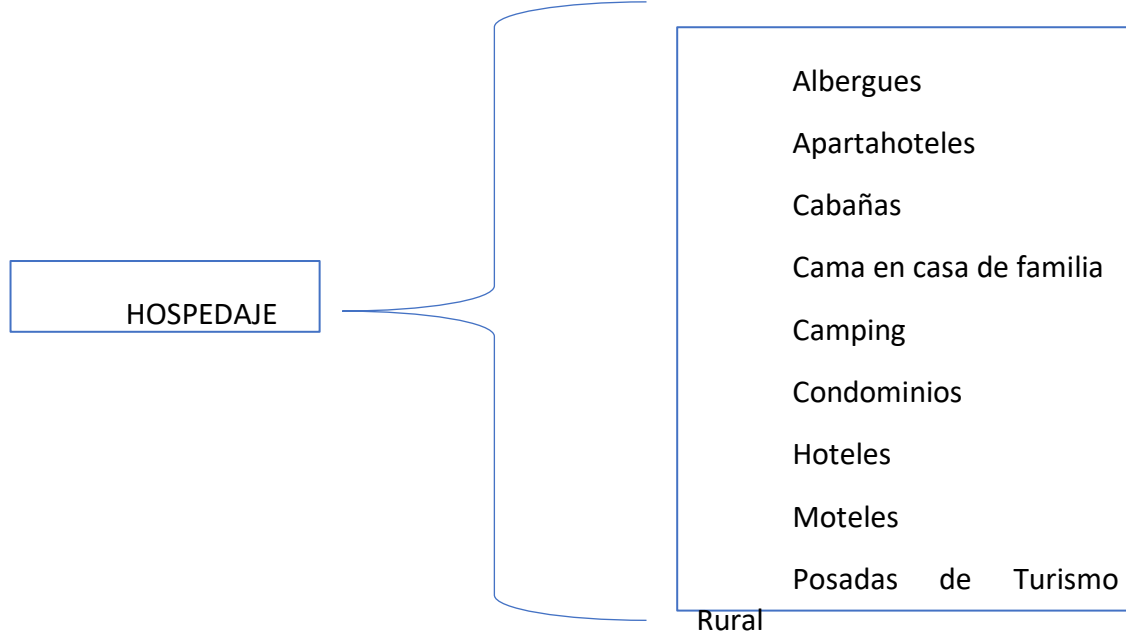 HOSPEDAJE
Albergues
Apartahoteles
Cabañas
Cama en casa de familia
Camping
Condominios
Hoteles
Moteles
Posadas de Turismo
Rural